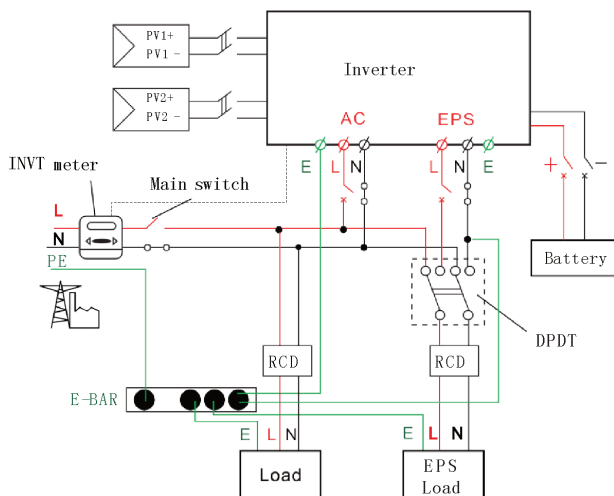 PV1+
PV1 -
PV2+
PV2 -
Inverter
AC
EPS
E
L
N
L
N
E
INVT meter
Main switch
+
-
L
N
PE
Battery
DPDT
RCD
RCD
E-BAR
E
L
N
E
L
N
Load
EPS
Load